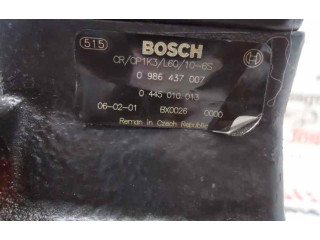 515
BOSCH
CR/CP1K3/L60/10-6S
0 986 437 007
0 445 010 013
06-02-01 BX0026 0000
Reman in Czech Republic